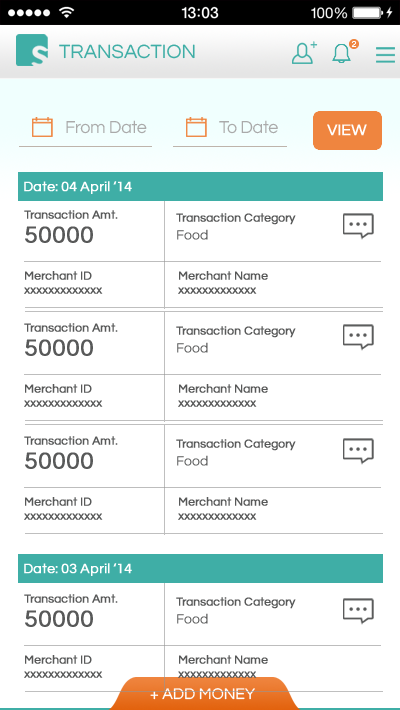 13:03 100%
S TRANSACTION + 2
From Date To Date VIEW
Date: 04 April ‘14
Transaction Amt. Transaction Category
50000 Food
Merchant ID Merchant Name
xxxxxxxxxxxxx xxxxxxxxxxxxx
Transaction Amt. Transaction Category
50000 Food
Merchant ID Merchant Name
xxxxxxxxxxxxx xxxxxxxxxxxxx
Transaction Amt. Transaction Category
50000 Food
Merchant ID Merchant Name
xxxxxxxxxxxxx xxxxxxxxxxxxx
Date: 03 April ‘14
Transaction Amt. Transaction Category
50000 Food
Merchant ID Merchant Name
xxxxxxxxxxxxx xxxxxxxxxxxxx
+ ADD MONEY